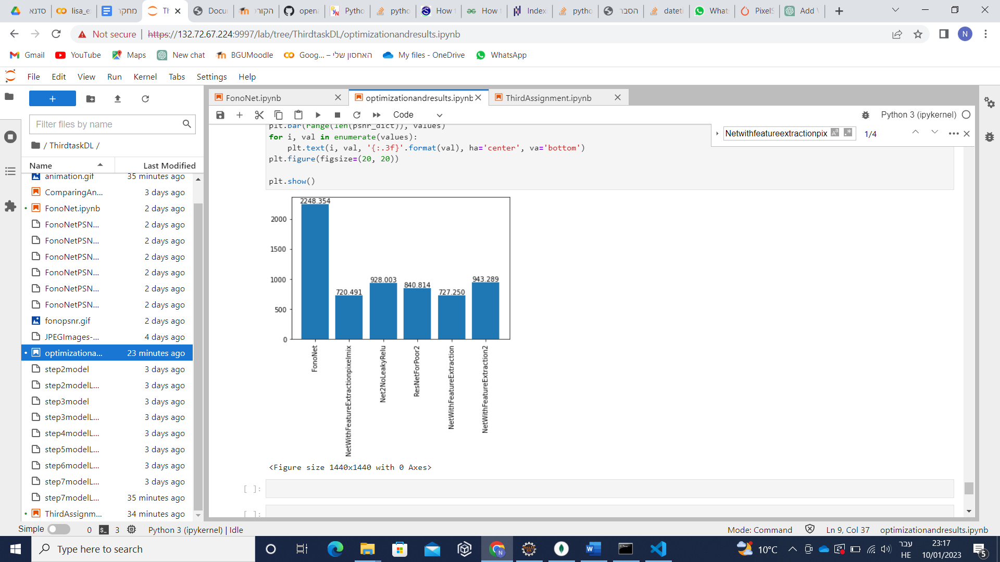 סדנא
lisa_e
מחקר
Th
Docu
הקור
opena
Pytho
pytho
How t
How t
Index
pytho
הסבר
dateti
Whats
PixelS
Add \
Not secure
https://132.72.67.224:9997/lab/tree/ThirdtaskDL/optimizationandresults.ipynb
N
Gmail
YouTube
Maps
New chat
BGUMoodle
Goog... – האחסון שלי
My files - OneDrive
WhatsApp
File Edit View Run Kernel Tabs Settings Help
FonoNet.ipynb
optimizationandresults.ipynb
ThirdAssignment.ipynb
Code
Python 3 (ipykernel)
Filter files by name
/ ThirdtaskDL /
Name Last Modified
animation.gif 35 minutes ago
ComparingAn... 3 days ago
FonoNet.ipynb 2 days ago
FonoNetPSN... 2 days ago
FonoNetPSN... 2 days ago
FonoNetPSN... 2 days ago
FonoNetPSN... 2 days ago
FonoNetPSN... 2 days ago
FonoNetPSN... 2 days ago
fonopsnr.gif 2 days ago
JPEGImages-... 4 days ago
optimizationa... 23 minutes ago
step2model 3 days ago
step2modelL... 3 days ago
step3model 3 days ago
step3modelL... 3 days ago
step4modelL... 3 days ago
step5modelL... 3 days ago
step6modelL... 3 days ago
step7modelL... 3 days ago
step7modelL... 35 minutes ago
ThirdAssignm... 34 minutes ago
Netwithfeatureextractionpix
1/4
plt.bar(range(len(psnr_dict)), values)
for i, val in enumerate(values):
    plt.text(i, val, '{:.3f}'.format(val), ha='center', va='bottom')
plt.figure(figsize=(20, 20))
plt.show()
2248.354
720.491
928.003
840.814
727.250
943.289
2000
1500
1000
500
0
FonoNet
NetWithFeatureExtractionpixelmix
Net2NoLeakyRelu
ResNetForPoor2
NetWithFeatureExtraction
NetWithFeatureExtraction2
<Figure size 1440x1440 with 0 Axes>
[ ]:
[ ]:
Simple
0
3
Python 3 (ipykernel) | Idle
Mode: Command
Ln 9, Col 37
optimizationandresults.ipynb
Type here to search
10°C
עבר
HE
23:17
10/01/2023
5